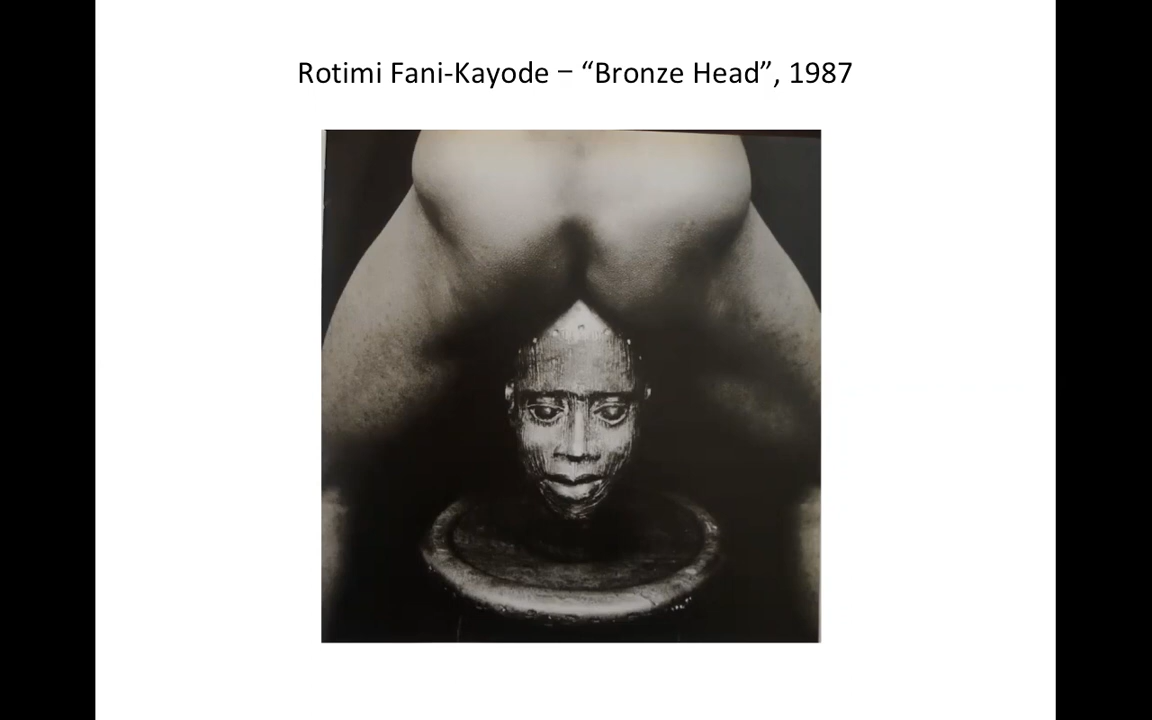 Rotimi Fani-Kayode – “Bronze Head”, 1987